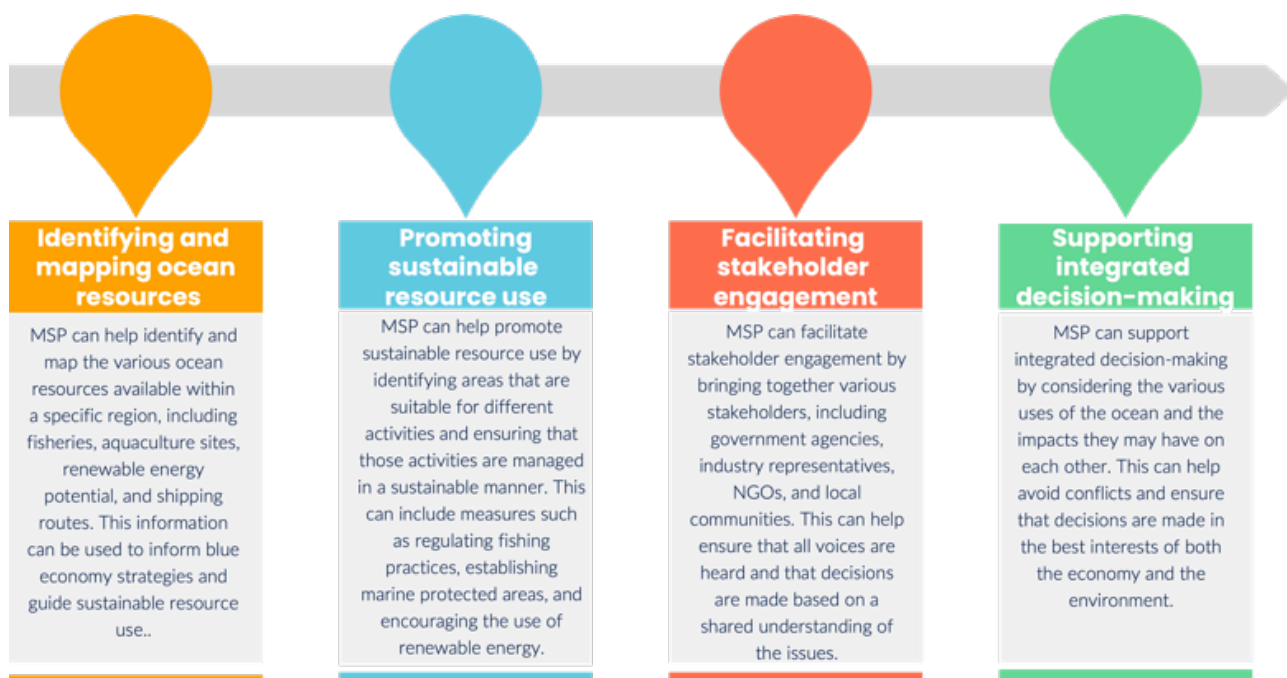 Identifying and
mapping ocean
resources
MSP can help identify and
map the various ocean
resources available within
a specific region, including
fisheries, aquaculture sites,
renewable energy
potential, and shipping
routes. This information
can be used to inform blue
economy strategies and
guide sustainable resource
use..
Promoting
sustainable
resource use
MSP can help promote
sustainable resource use by
identifying areas that are
suitable for different
activities and ensuring that
those activities are managed
in a sustainable manner. This
can include measures such
as regulating fishing
practices, establishing
marine protected areas, and
encouraging the use of
renewable energy.
Facilitating
stakeholder
engagement
MSP can facilitate
stakeholder engagement by
bringing together various
stakeholders, including
government agencies,
industry representatives,
NGOs, and local
communities. This can help
ensure that all voices are
heard and that decisions
are made based on a
shared understanding of
the issues.
Supporting
integrated
decision-making
MSP can support
integrated decision-making
by considering the various
uses of the ocean and the
impacts they may have on
each other. This can help
avoid conflicts and ensure
that decisions are made in
the best interests of both
the economy and the
environment.